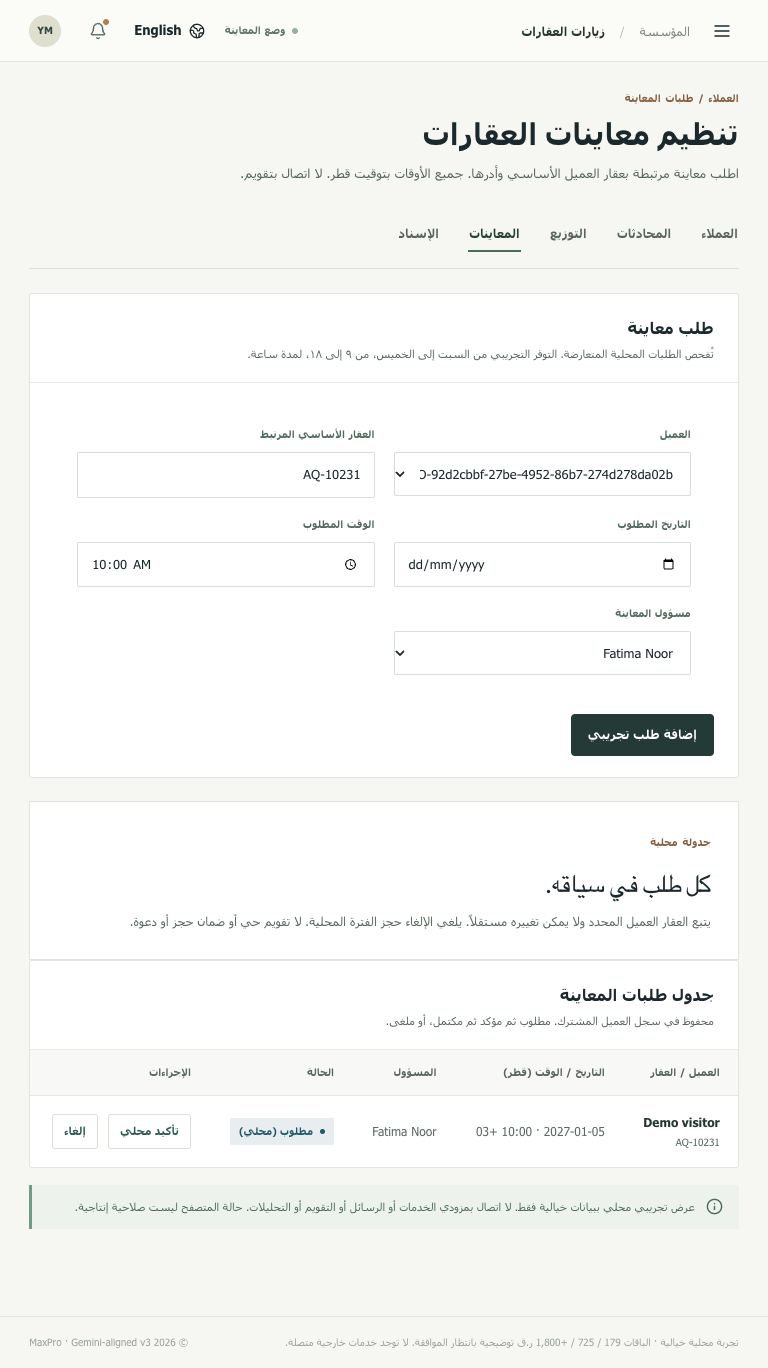 المؤسسة / زيارات العقارات
وضع المعاينة
English
YM
العملاء / طلبات المعاينة
تنظيم معاينات العقارات
اطلب معاينة مرتبطة بعقار العميل الأساسي وأدرها. جميع الأوقات بتوقيت قطر. لا اتصال بتقويم.
العملاء
المحادثات
التوزيع
المعاينات
الإسناد
طلب معاينة
تُفحص الطلبات المحلية المتعارضة. التوفر التجريبي من السبت إلى الخميس، من ٩ إلى ١٨، لمدة ساعة.
العميل
العقار الأساسي المرتبط
-92d2cbbf-27be-4952-86b7-274d278da02b
AQ-10231
التاريخ المطلوب
الوقت المطلوب
dd/mm/yyyy
10:00 AM
مسؤول المعاينة
Fatima Noor
إضافة طلب تجريبي
جدولة محلية
كل طلب في سياقه.
يتبع العقار العميل المحدد ولا يمكن تغييره مستقلاً. يلغي الإلغاء حجز الفترة المحلية. لا تقويم حي أو ضمان حجز أو دعوة.
جدول طلبات المعاينة
محفوظ في سجل العميل المشترك. مطلوب ثم مؤكد ثم مكتمل، أو ملغى.
العميل / العقار
التاريخ / الوقت (قطر)
المسؤول
الحالة
الإجراءات
Demo visitor
AQ-10231
2027-01-05 · 10:00 +03
Fatima Noor
مطلوب (محلي)
تأكيد محلي
إلغاء
عرض تجريبي محلي ببيانات خيالية فقط. لا اتصال بمزودي الخدمات أو الرسائل أو التقويم أو التحليلات. حالة المتصفح ليست صلاحية إنتاجية.
تجربة محلية خيالية · الباقات 179 / 725 / +1,800 ر.ق توضيحية بانتظار الموافقة. لا توجد خدمات خارجية متصلة.
MaxPro · Gemini-aligned v3 2026 ©